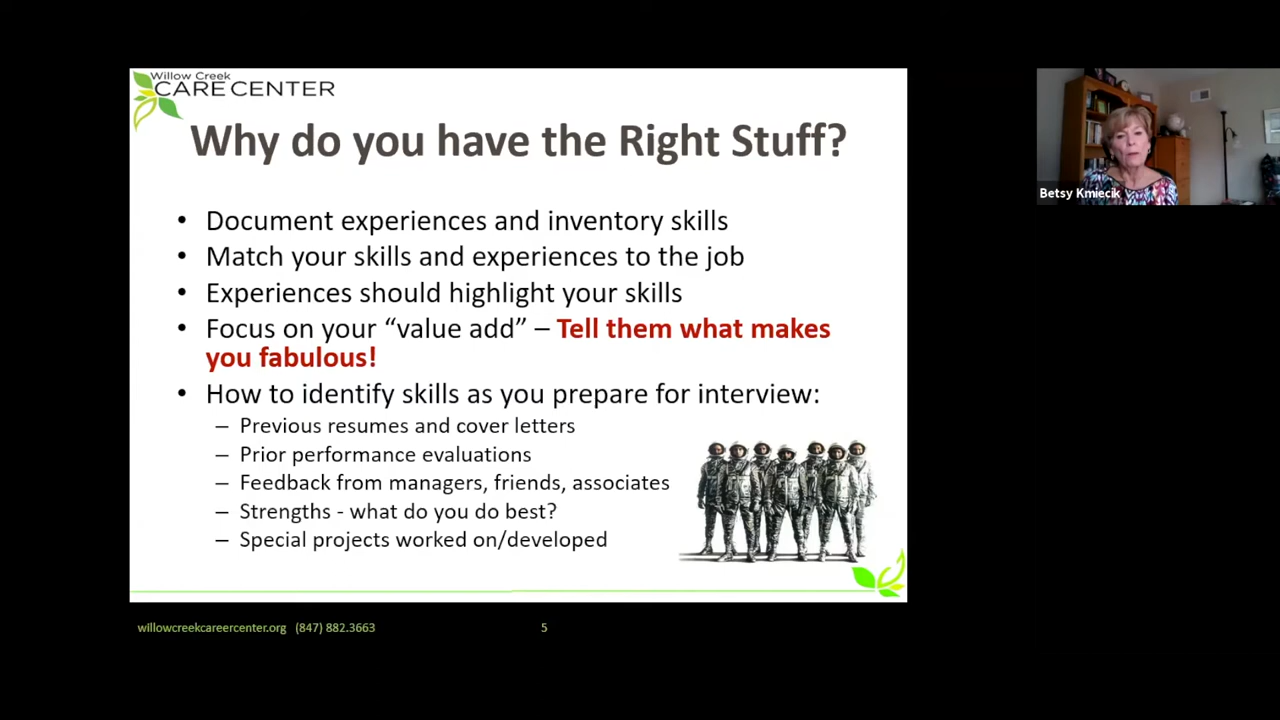 Willow Creek
CARE CENTER
Why do you have the Right Stuff?
• Document experiences and inventory skills
• Match your skills and experiences to the job
• Experiences should highlight your skills
• Focus on your “value add” – Tell them what makes
you fabulous!
• How to identify skills as you prepare for interview:
– Previous resumes and cover letters
– Prior performance evaluations
– Feedback from managers, friends, associates
– Strengths - what do you do best?
– Special projects worked on/developed
willowcreekcareercenter.org (847) 882.3663
5
Betsy Kmiecik